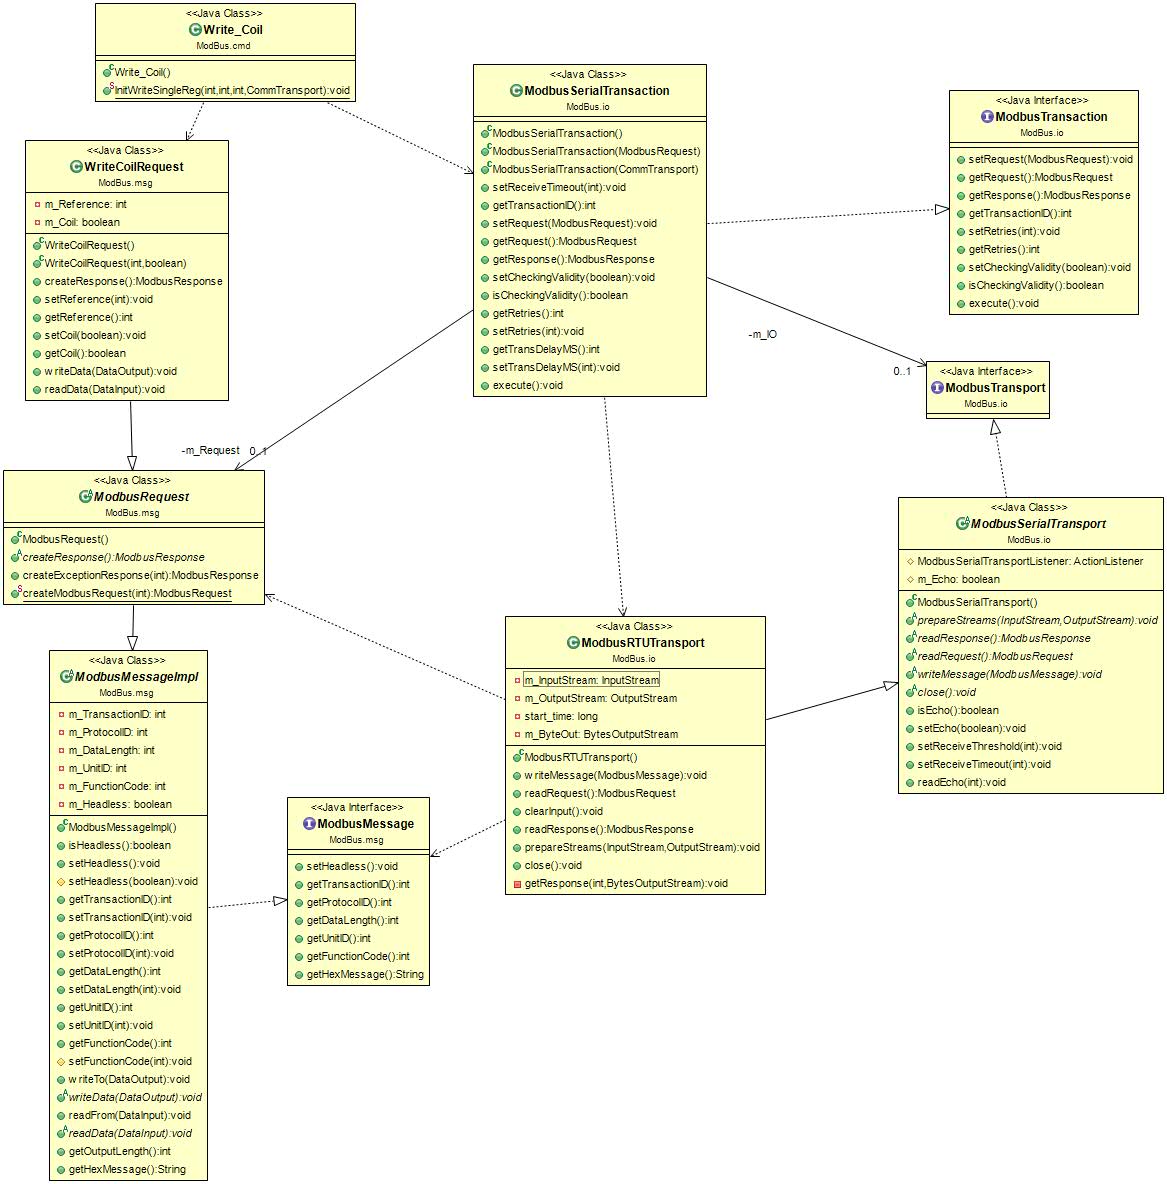 <<Java Class>>
Write_Coil
ModBus.cmd
Write_Coil()
InitWriteSingleReg(int,int,int,CommTransport):void
<<Java Class>>
WriteCoilRequest
ModBus.msg
m_Reference: int
m_Coil: boolean
WriteCoilRequest()
WriteCoilRequest(int,boolean)
createResponse():ModbusResponse
setReference(int):void
getReference():int
setCoil(boolean):void
getCoil():boolean
writeData(DataOutput):void
readData(DataInput):void
<<Java Class>>
ModbusSerialTransaction
ModBus.io
ModbusSerialTransaction()
ModbusSerialTransaction(ModbusRequest)
ModbusSerialTransaction(CommTransport)
setReceiveTimeout(int):void
getTransactionID():int
setRequest(ModbusRequest):void
getRequest():ModbusRequest
getResponse():ModbusResponse
setCheckingValidity(boolean):void
isCheckingValidity():boolean
getRetries():int
setRetries(int):void
getTransDelayMS():int
setTransDelayMS(int):void
execute():void
<<Java Interface>>
ModbusTransaction
ModBus.io
setRequest(ModbusRequest):void
getRequest():ModbusRequest
getResponse():ModbusResponse
getTransactionID():int
setRetries(int):void
getRetries():int
setCheckingValidity(boolean):void
isCheckingValidity():boolean
execute():void
-m_IO
0..1
<<Java Interface>>
ModbusTransport
ModBus.io
-m_Request 0..1
<<Java Class>>
ModbusRequest
ModBus.msg
ModbusRequest()
createResponse():ModbusResponse
createExceptionResponse(int):ModbusResponse
createModbusRequest(int):ModbusRequest
<<Java Class>>
ModbusSerialTransport
ModBus.io
ModbusSerialTransportListener: ActionListener
m_Echo: boolean
ModbusSerialTransport()
prepareStreams(InputStream,OutputStream):void
readResponse():ModbusResponse
readRequest():ModbusRequest
writeMessage(ModbusMessage):void
close():void
isEcho():boolean
setEcho(boolean):void
setReceiveThreshold(int):void
setReceiveTimeout(int):void
readEcho(int):void
<<Java Class>>
ModbusRTUTransport
ModBus.io
m_InputStream: InputStream
m_OutputStream: OutputStream
start_time: long
m_ByteOut: BytesOutputStream
ModbusRTUTransport()
writeMessage(ModbusMessage):void
readRequest():ModbusRequest
clearInput():void
readResponse():ModbusResponse
prepareStreams(InputStream,OutputStream):void
close():void
getResponse(int,BytesOutputStream):void
<<Java Class>>
ModbusMessageImpl
ModBus.msg
m_TransactionID: int
m_ProtocolID: int
m_DataLength: int
m_UnitID: int
m_FunctionCode: int
m_Headless: boolean
ModbusMessageImpl()
isHeadless():boolean
setHeadless():void
setHeadless(boolean):void
getTransactionID():int
setTransactionID(int):void
getProtocolID():int
setProtocolID(int):void
getDataLength():int
setDataLength(int):void
getUnitID():int
setUnitID(int):void
getFunctionCode():int
setFunctionCode(int):void
writeTo(DataOutput):void
writeData(DataOutput):void
readFrom(DataInput):void
readData(DataInput):void
getOutputLength():int
getHexMessage():String
<<Java Interface>>
ModbusMessage
ModBus.msg
setHeadless():void
getTransactionID():int
getProtocolID():int
getDataLength():int
getUnitID():int
getFunctionCode():int
getHexMessage():String